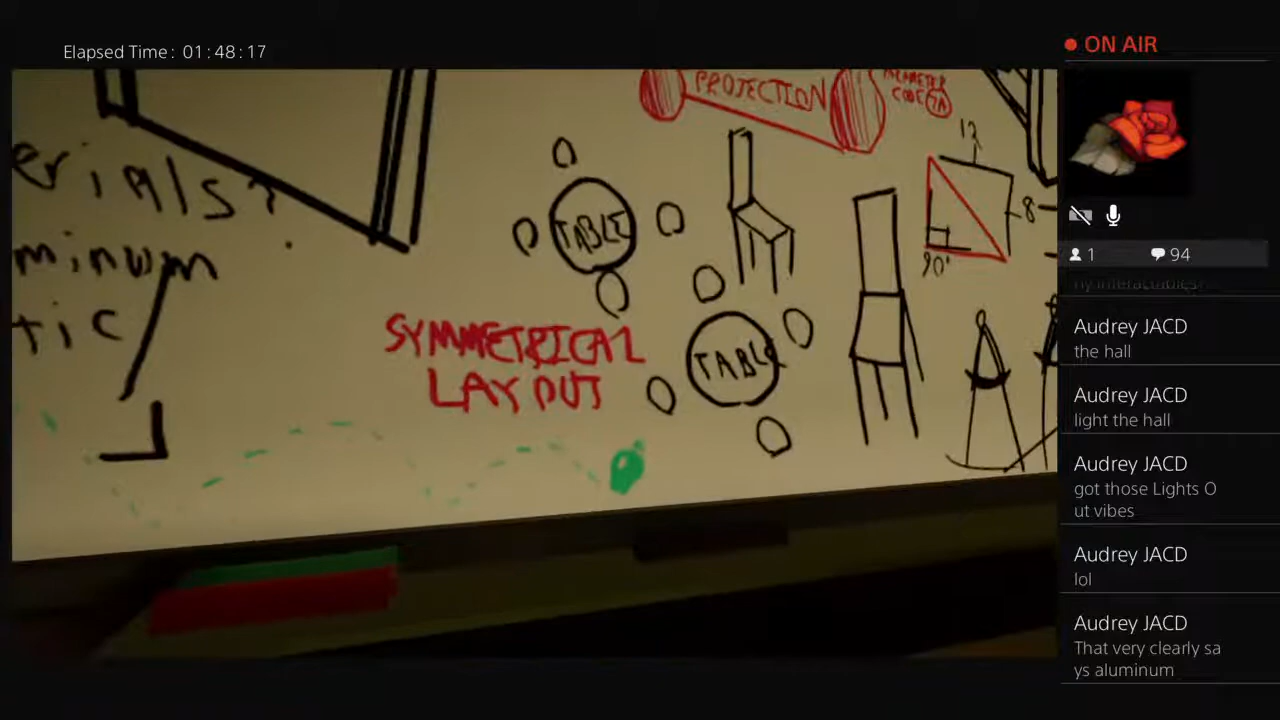 Elapsed Time: 01:48:17
ON AIR
PROJECTION
CODE 7A
12
8
90°
erials?
minum
tic
TABLE
TABLE
SYMMETRICAL
LAYOUT
1
94
Audrey JACD
the hall
Audrey JACD
light the hall
Audrey JACD
got those Lights O
ut vibes
Audrey JACD
lol
Audrey JACD
That very clearly sa
ys aluminum